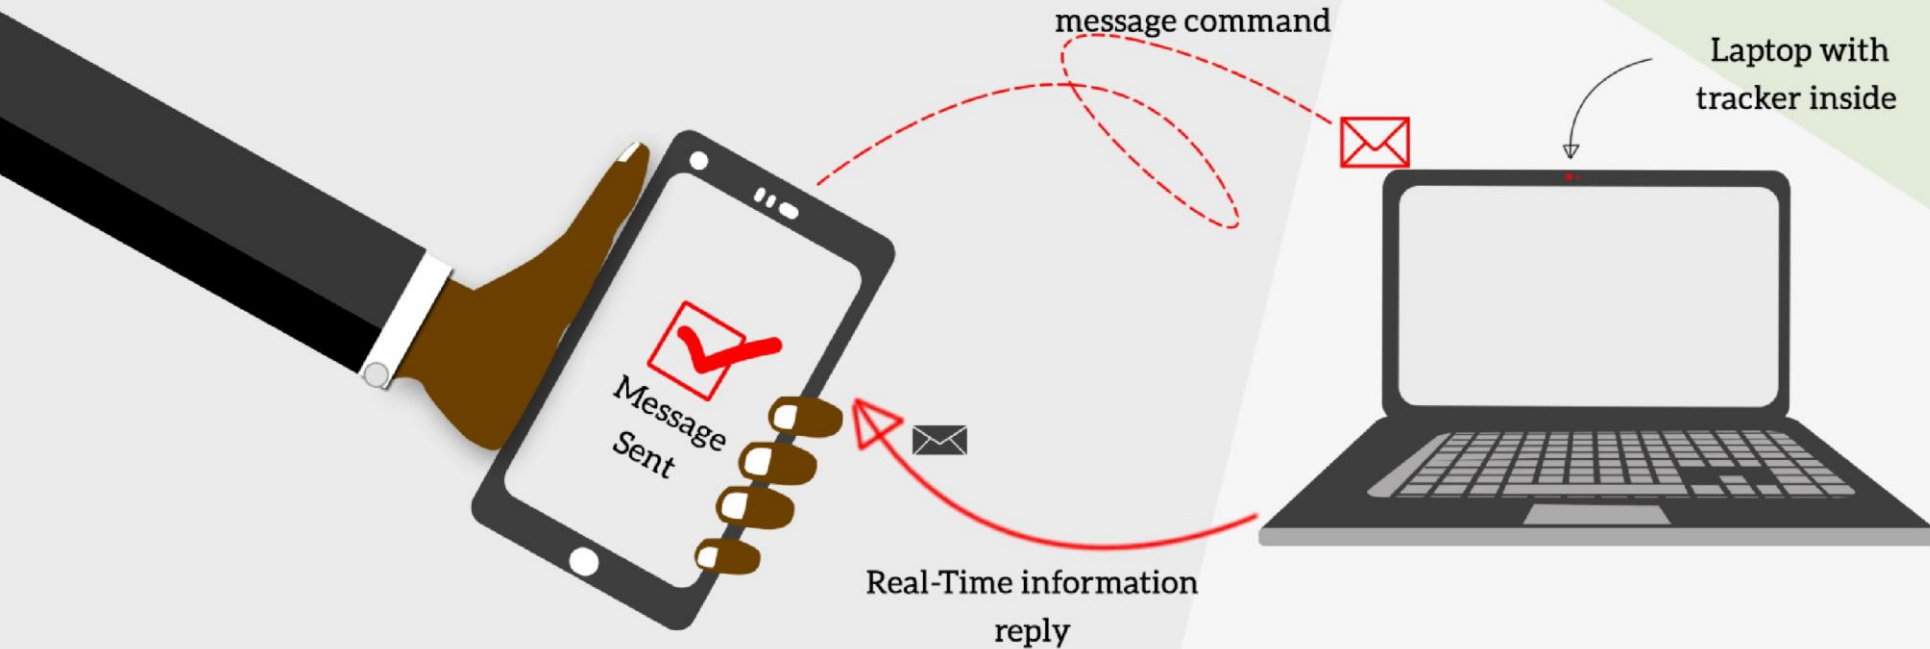 message command
Laptop with
tracker inside
Message
Sent
Real-Time information
reply